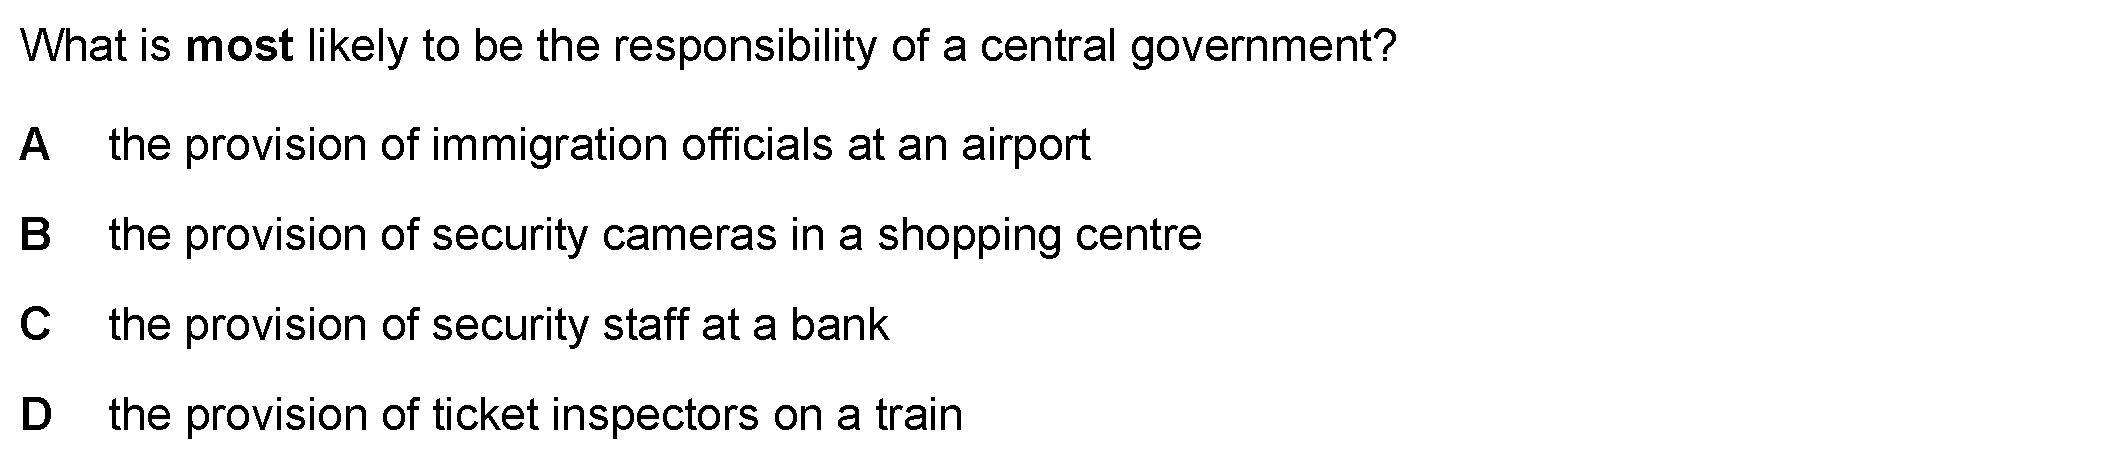 What is most likely to be the responsibility of a central government?
A the provision of immigration officials at an airport
B the provision of security cameras in a shopping centre
C the provision of security staff at a bank
D the provision of ticket inspectors on a train